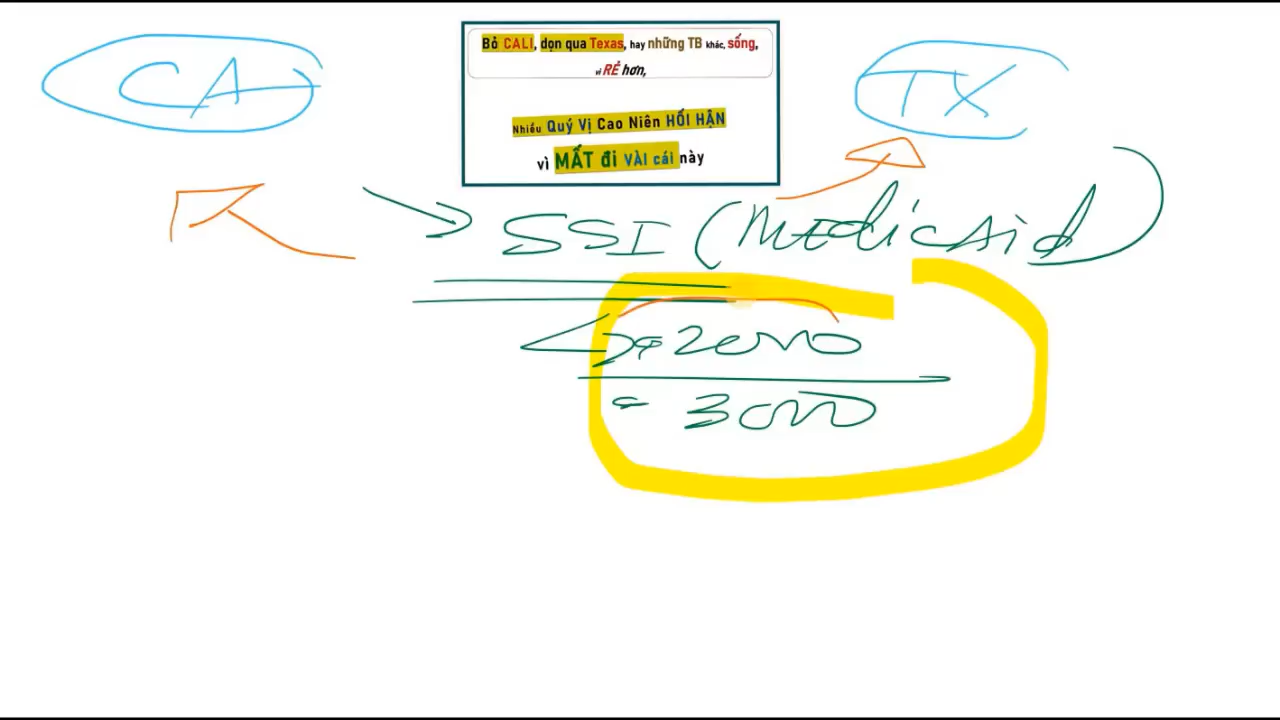 CA
Bỏ CALI, dọn qua Texas, hay những TB khác, sống,
vì RẺ hơn,
Nhiều Quý Vị Cao Niên HỐI HẬN
vì MẤT đi VÀI cái này
TX
SSI (MEDicAid)